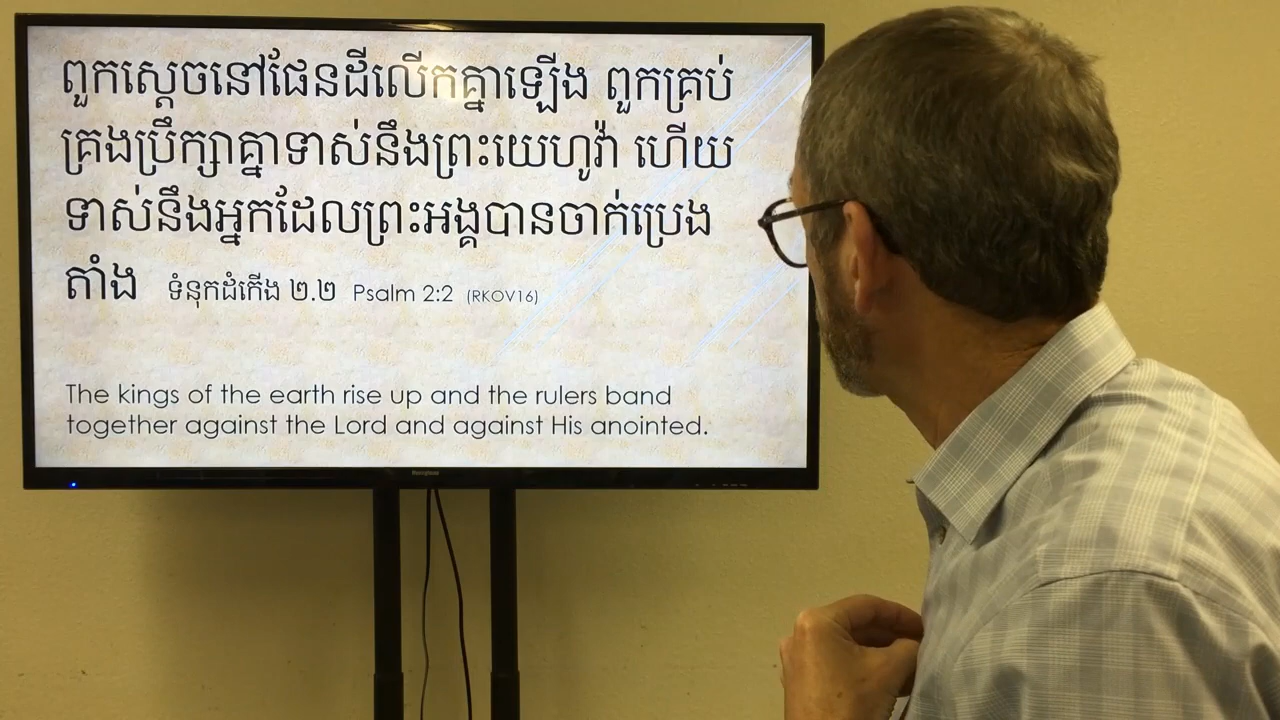 ពួកស្តេចនៅផែនដីលើកគ្នាឡើង ពួកគ្រប់
គ្រងប្រឹក្សាគ្នាទាស់នឹងព្រះយេហូវ៉ា ហើយ
ទាស់នឹងអ្នកដែលព្រះអង្គបានចាក់ប្រេង
តាំង ទំនុកដំកើង ២.២ Psalm 2:2 (RKOV16)
The kings of the earth rise up and the rulers band
together against the Lord and against His anointed.
Westinghouse